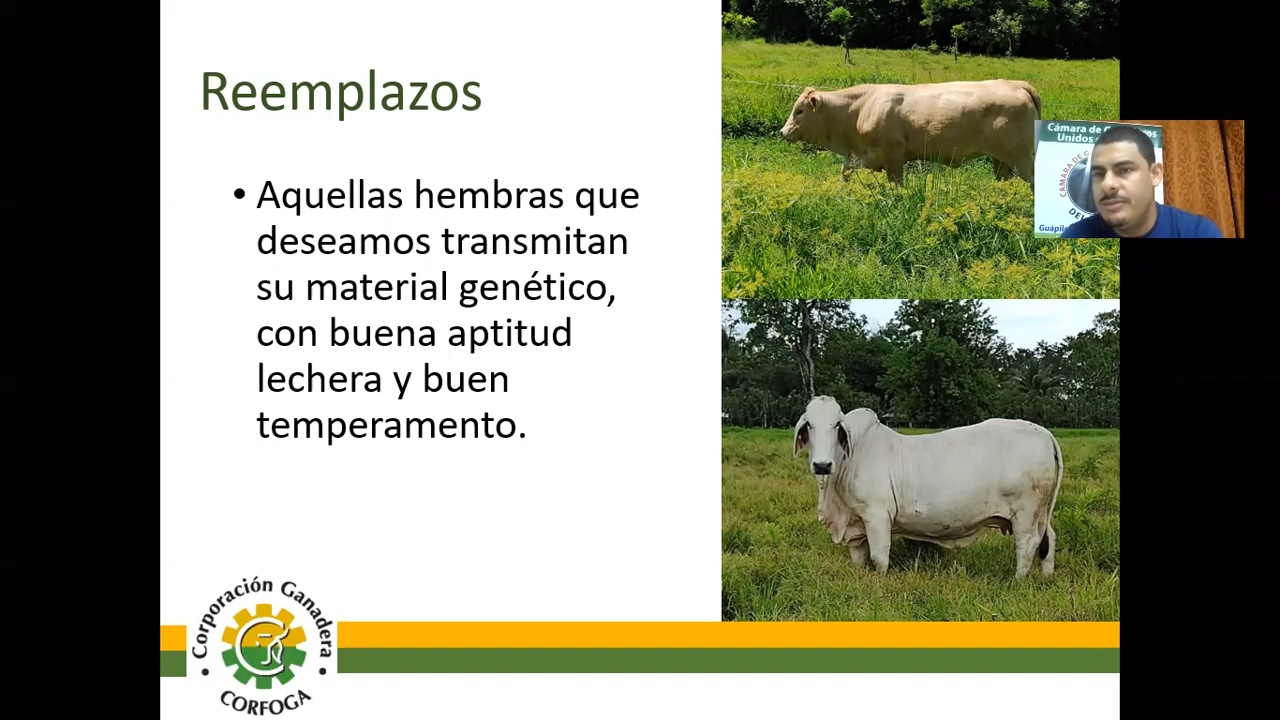 Reemplazos
• Aquellas hembras que
deseamos transmitan
su material genético,
con buena aptitud
lechera y buen
temperamento.
Cámara de
Unidos
Corporación Ganadera
CORFOGA